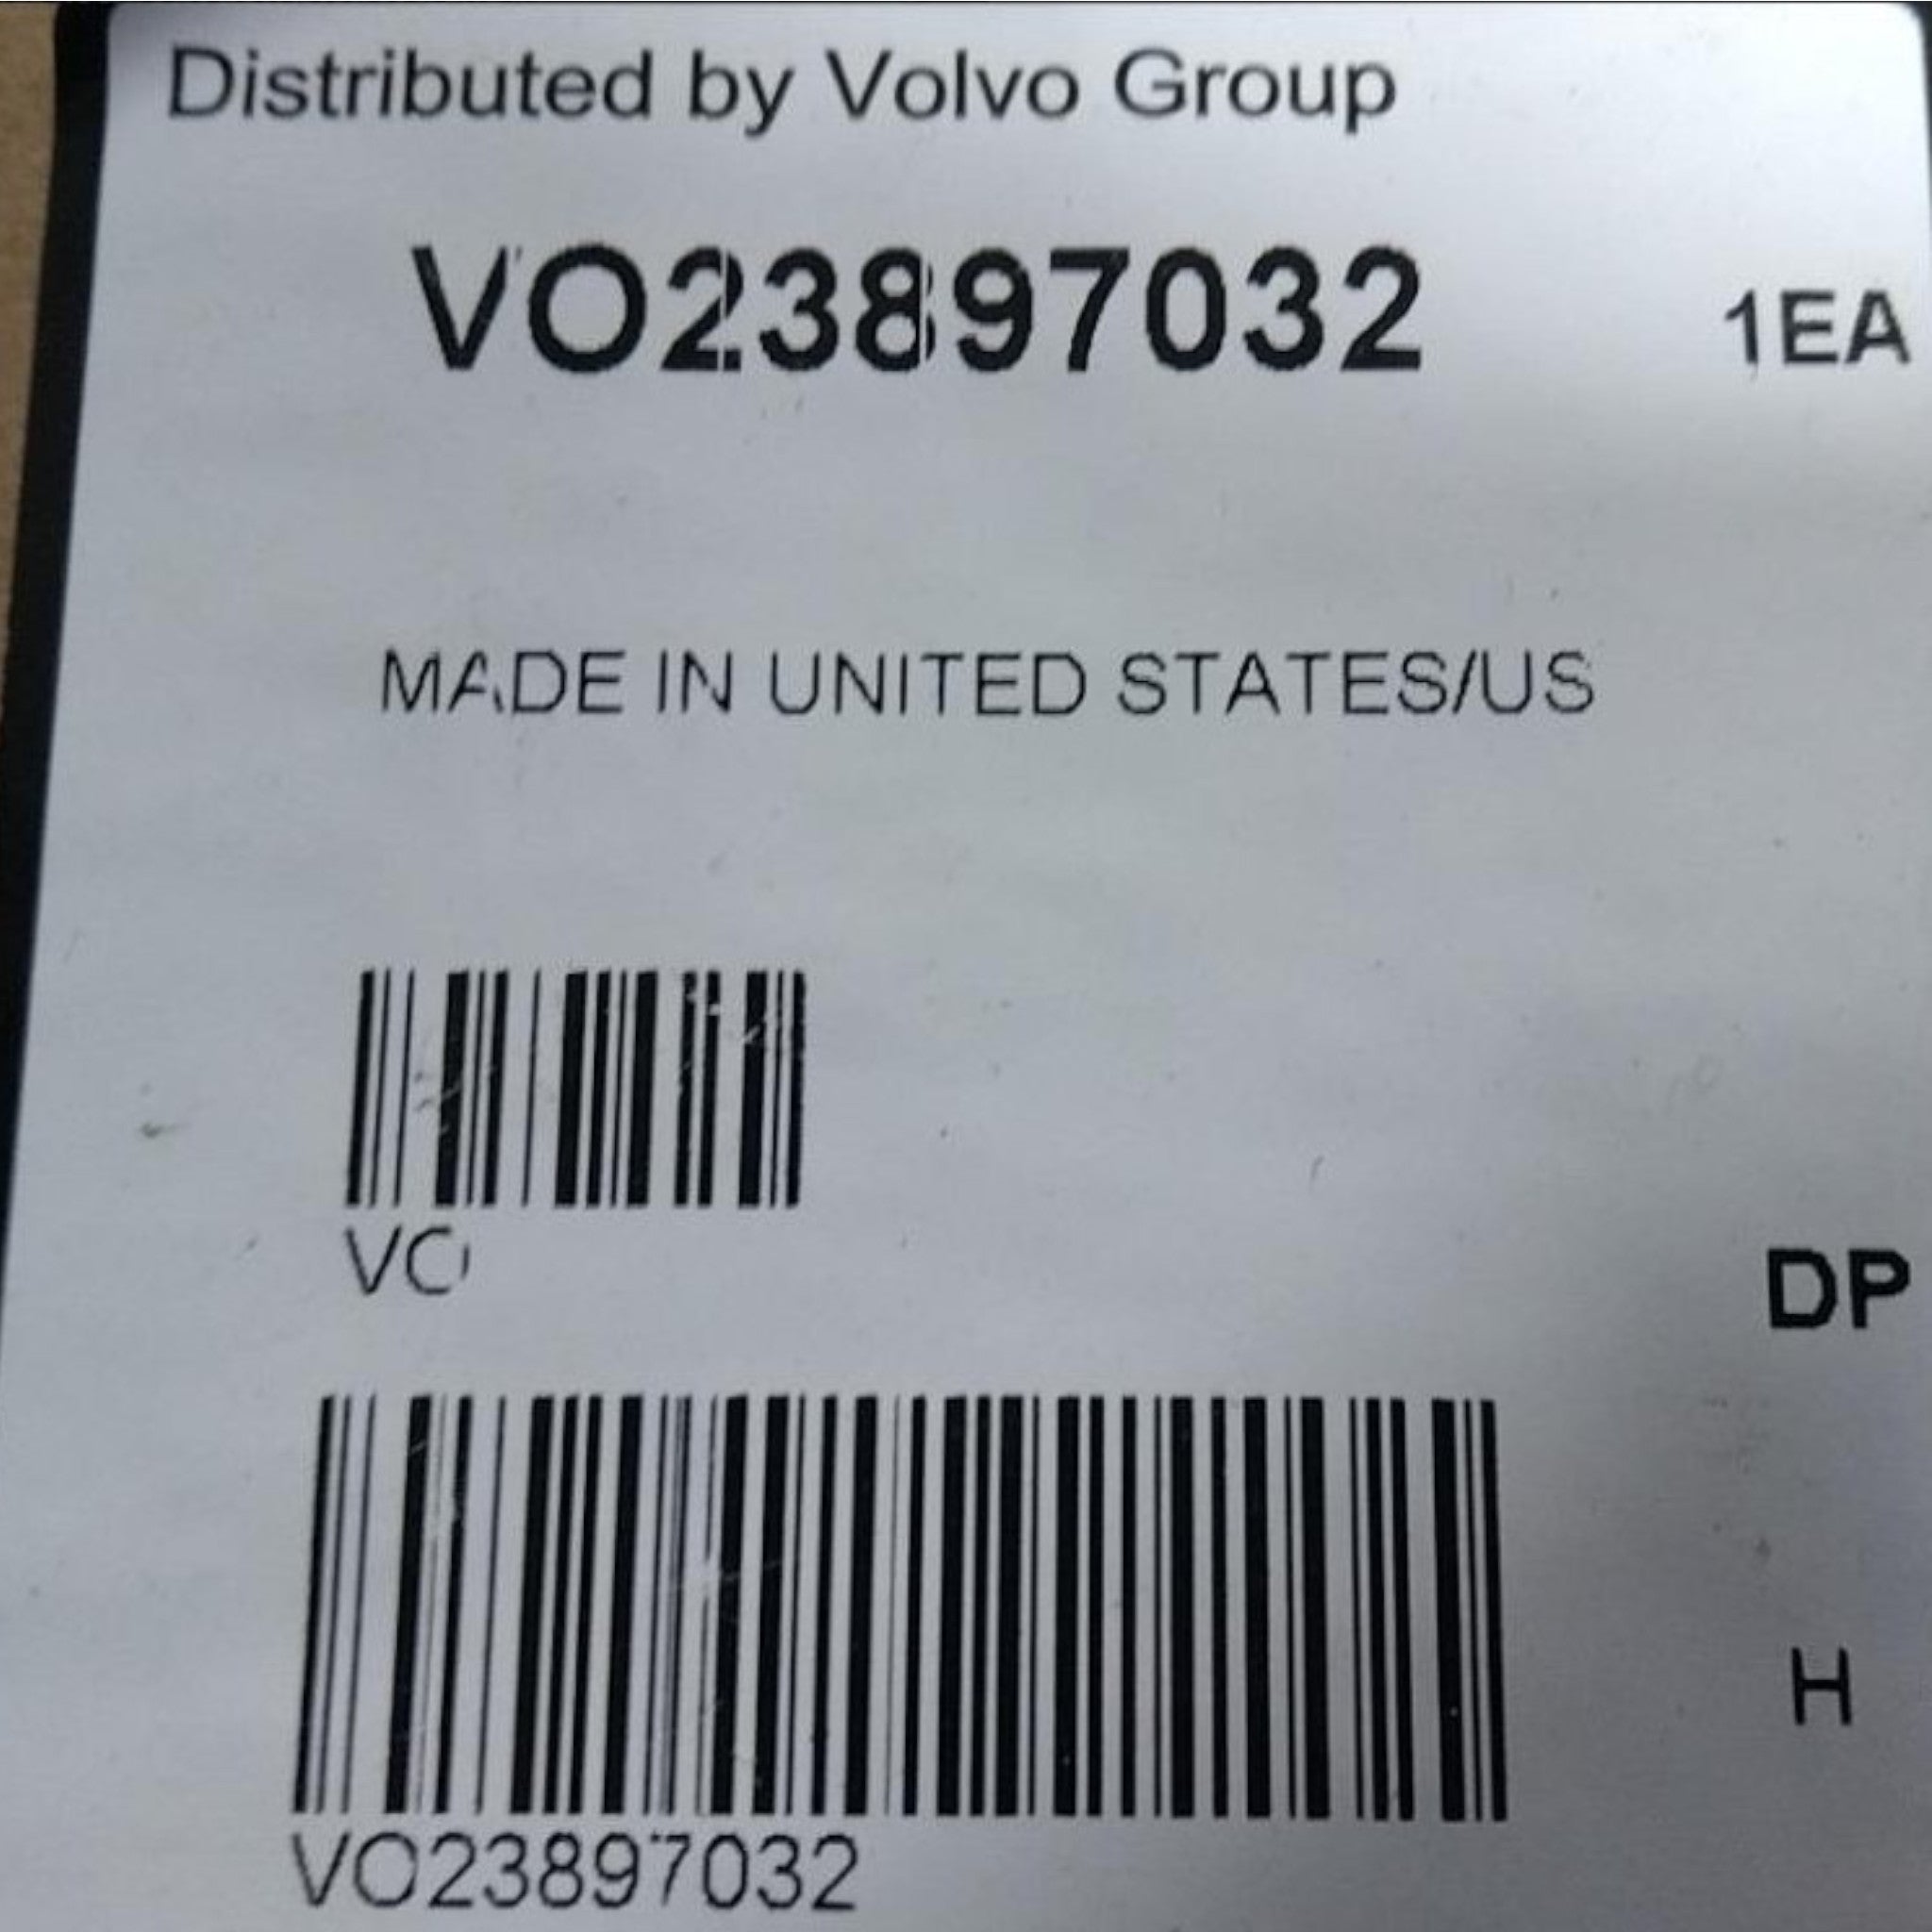 Distributed by Volvo Group
VO23897032 1EA
MADE IN UNITED STATES/US
VO
DP
H
VO23897032